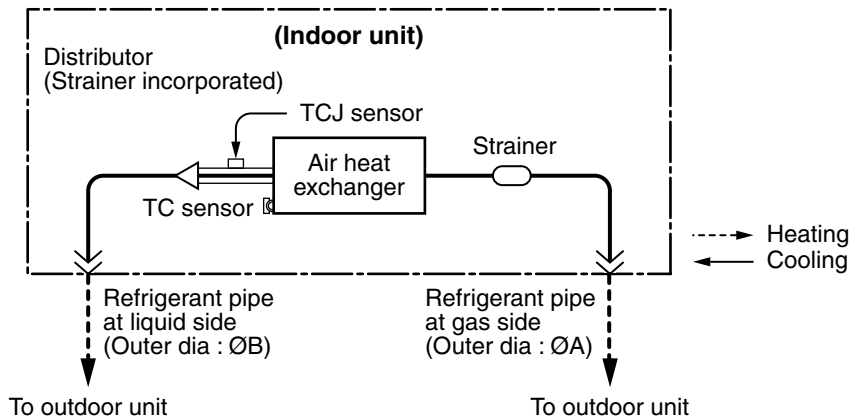 (Indoor unit)
Distributor
(Strainer incorporated)
TCJ sensor
Air heat
exchanger
Strainer
TC sensor
Heating
Cooling
Refrigerant pipe
at liquid side
(Outer dia : ØB)
Refrigerant pipe
at gas side
(Outer dia : ØA)
To outdoor unit
To outdoor unit